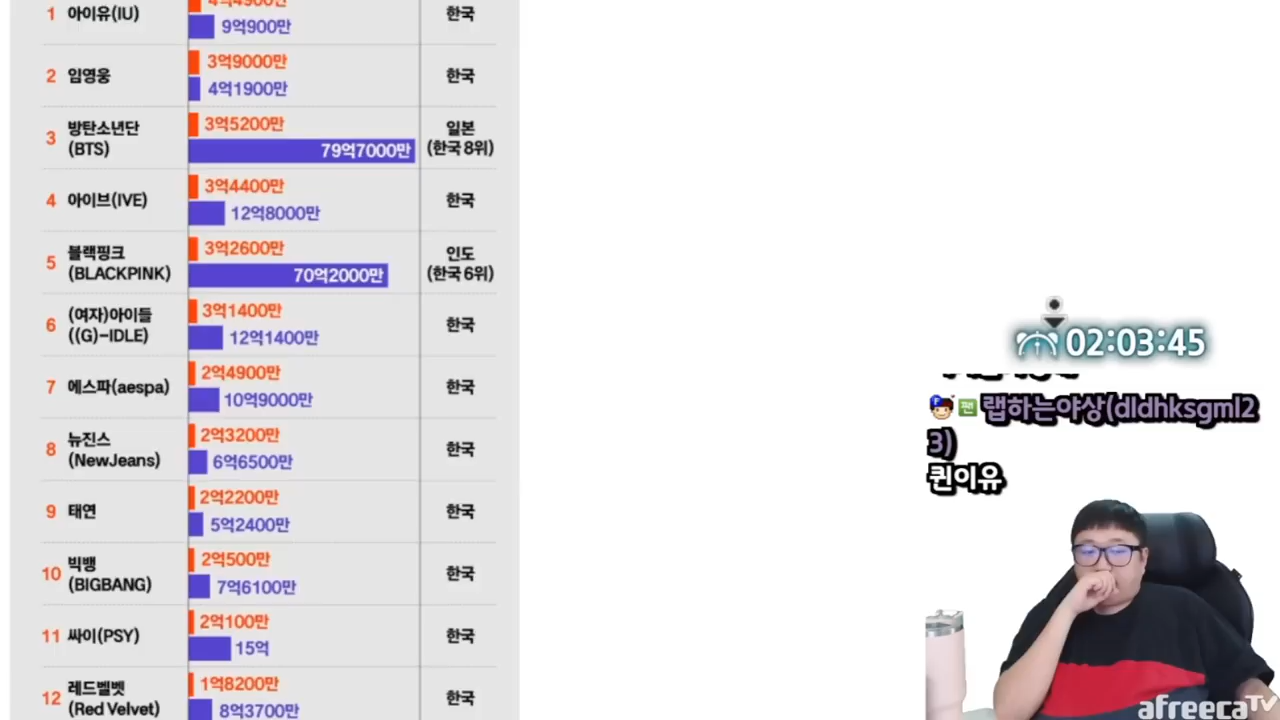 1
아이유(IU)
9억900만
한국
2
임영웅
3억9000만
4억1900만
한국
3
방탄소년단
(BTS)
3억5200만
79억7000만
일본
(한국 8위)
4
아이브(IVE)
3억4400만
12억8000만
한국
5
블랙핑크
(BLACKPINK)
3억2600만
70억2000만
인도
(한국 6위)
6
(여자)아이들
((G)-IDLE)
3억1400만
12억1400만
한국
7
에스파(aespa)
2억4900만
10억9000만
한국
8
뉴진스
(NewJeans)
2억3200만
6억6500만
한국
9
태연
2억2200만
5억2400만
한국
10
빅뱅
(BIGBANG)
2억500만
7억6100만
한국
11
싸이(PSY)
2억100만
15억
한국
12
레드벨벳
(Red Velvet)
1억8200만
8억3700만
한국
02:03:45
팬 랩하는야상(dldhksgml2
3)
퀸이유
afreecaTV